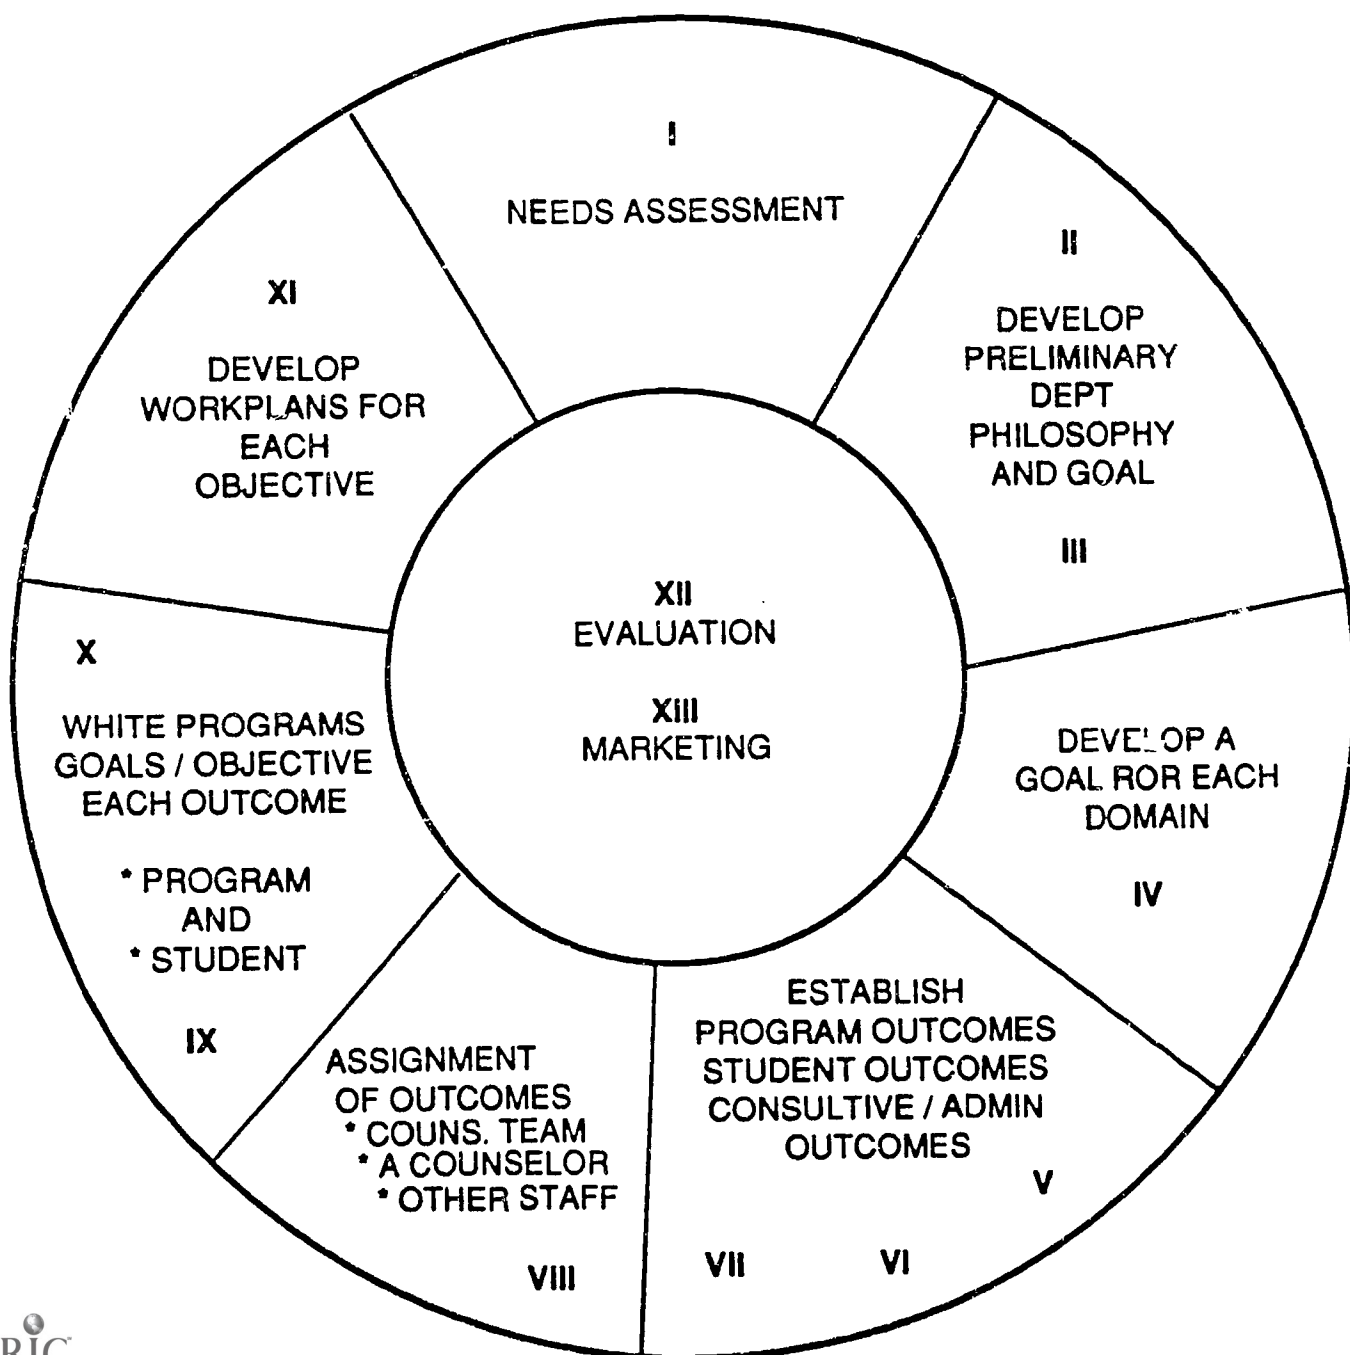 I
NEEDS ASSESSMENT
II
DEVELOP
PRELIMINARY
DEPT
PHILOSOPHY
AND GOAL
III
DEVELOP A
GOAL ROR EACH
DOMAIN
IV
ESTABLISH
PROGRAM OUTCOMES
STUDENT OUTCOMES
CONSULTIVE / ADMIN
OUTCOMES
V
VI
VII
ASSIGNMENT
OF OUTCOMES
* COUNS. TEAM
* A COUNSELOR
* OTHER STAFF
VIII
X
WHITE PROGRAMS
GOALS / OBJECTIVE
EACH OUTCOME
* PROGRAM
AND
* STUDENT
IX
XI
DEVELOP
WORKPLANS FOR
EACH
OBJECTIVE
XII
EVALUATION
XIII
MARKETING